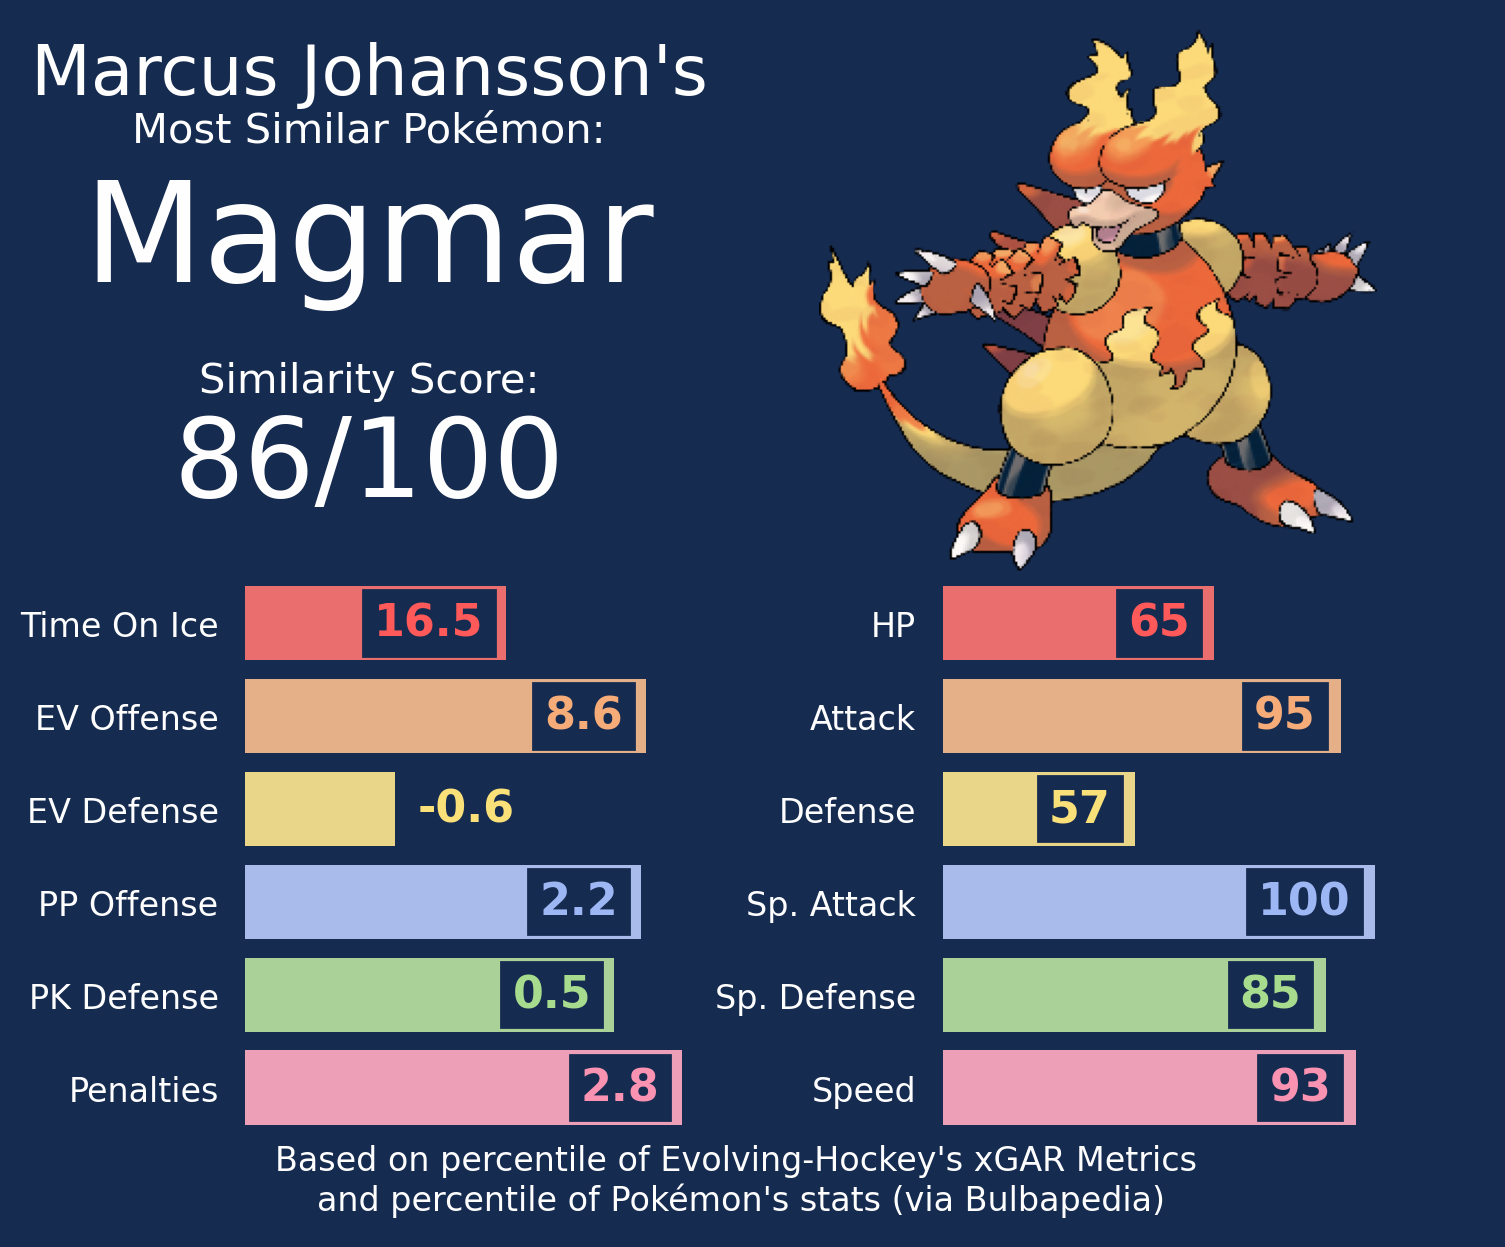 Marcus Johansson's
Most Similar Pokémon:
Magmar
Similarity Score:
86/100
Time On Ice 16.5
EV Offense 8.6
EV Defense -0.6
PP Offense 2.2
PK Defense 0.5
Penalties 2.8
HP 65
Attack 95
Defense 57
Sp. Attack 100
Sp. Defense 85
Speed 93
Based on percentile of Evolving-Hockey's xGAR Metrics
and percentile of Pokémon's stats (via Bulbapedia)